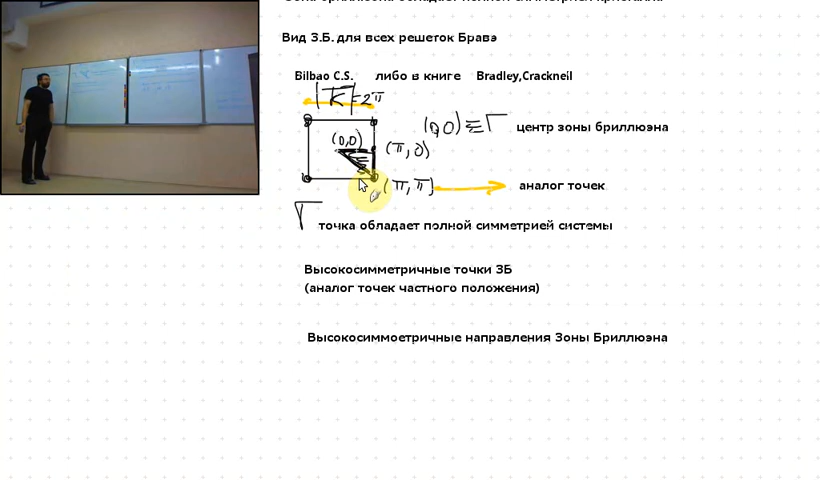 Вид З.Б. для всех решеток Бравэ
Bilbao C.S. либо в книге Bradley,Crackneil
|K|=2π
(0,0)≡Γ центр зоны бриллюэна
(0,0)
(π,0)
(π,π) аналог точек
Γ точка обладает полной симметрией системы
Высокосимметричные точки ЗБ
(аналог точек частного положения)
Высокосиммоетричные направления Зоны Бриллюэна